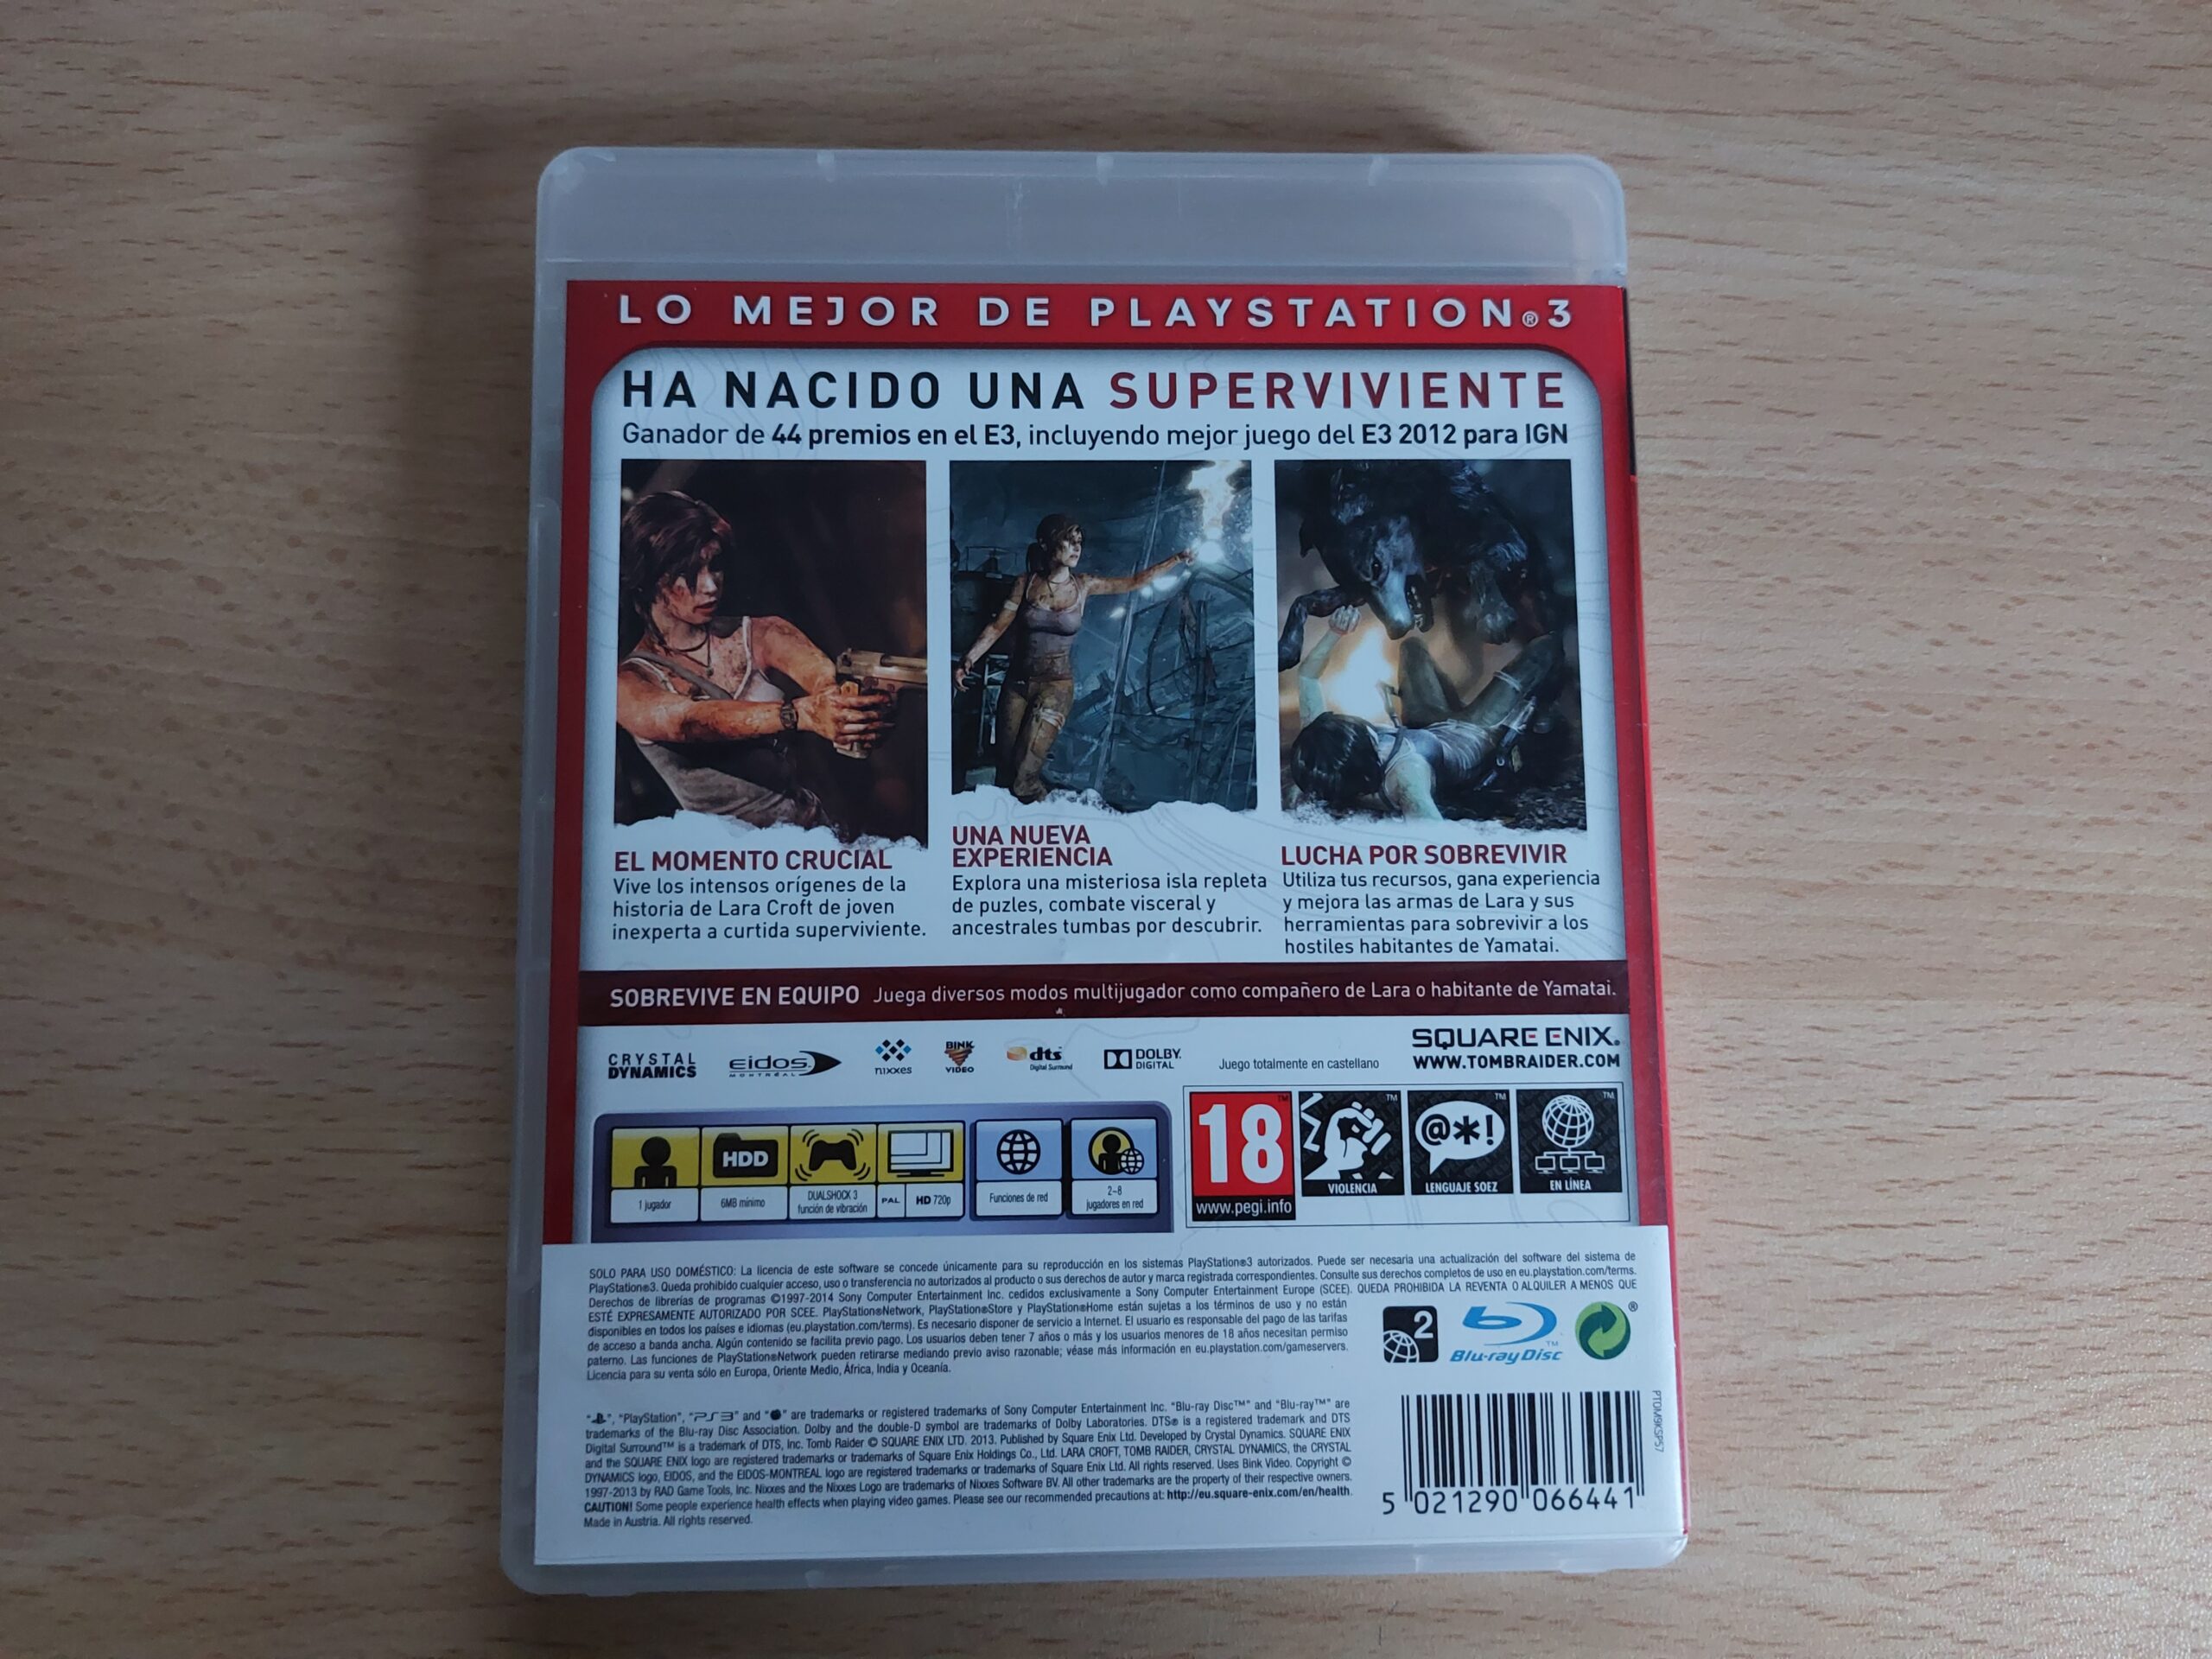 LO MEJOR DE PLAYSTATION®3
HA NACIDO UNA SUPERVIVIENTE
Ganador de 44 premios en el E3, incluyendo mejor juego del E3 2012 para IGN
EL MOMENTO CRUCIAL
Vive los intensos orígenes de la
historia de Lara Croft de joven
inexperta a curtida superviviente.
UNA NUEVA
EXPERIENCIA
Explora una misteriosa isla repleta
de puzles, combate visceral y
ancestrales tumbas por descubrir.
LUCHA POR SOBREVIVIR
Utiliza tus recursos, gana experiencia
y mejora las armas de Lara y sus
herramientas para sobrevivir a los
hostiles habitantes de Yamatai.
SOBREVIVE EN EQUIPO Juega diversos modos multijugador como compañero de Lara o habitante de Yamatai.
CRYSTAL
DYNAMICS
eidos
MONTRÉAL
nixxes
BINK
VIDEO
dts
Digital Surround
DOLBY
DIGITAL
Juego totalmente en castellano
SQUARE ENIX.
WWW.TOMBRAIDER.COM
1 jugador
HDD
6MB mínimo
DUALSHOCK 3
función de vibración
PAL
HD 720p
Funciones de red
2-8
jugadores en red
18™
www.pegi.info
™
VIOLENCIA
@*!™
LENGUAJE SOEZ
™
EN LÍNEA
SOLO PARA USO DOMÉSTICO: La licencia de este software se concede únicamente para su reproducción en los sistemas PlayStation®3 autorizados. Puede ser necesaria una actualización del software del sistema de
PlayStation®3. Queda prohibido cualquier acceso, uso o transferencia no autorizados al producto o sus derechos de autor y marca registrada correspondientes. Consulte sus derechos completos de uso en eu.playstation.com/terms.
Derechos de librerías de programas ©1997-2014 Sony Computer Entertainment Inc. cedidos exclusivamente a Sony Computer Entertainment Europe (SCEE). QUEDA PROHIBIDA LA REVENTA O ALQUILER A MENOS QUE
ESTÉ EXPRESAMENTE AUTORIZADO POR SCEE. PlayStation®Network, PlayStation®Store y PlayStation®Home están sujetas a los términos de uso y no están
disponibles en todos los países e idiomas (eu.playstation.com/terms). Es necesario disponer de servicio a Internet. El usuario es responsable del pago de las tarifas
de acceso a banda ancha. Algún contenido se facilita previo pago. Los usuarios deben tener 7 años o más y los usuarios menores de 18 años necesitan permiso
paterno. Las funciones de PlayStation®Network pueden retirarse mediando previo aviso razonable; véase más información en eu.playstation.com/gameservers.
Licencia para su venta sólo en Europa, Oriente Medio, África, India y Oceanía.
2
Blu-ray Disc™
®
"", "PlayStation", "PS3" and "" are trademarks or registered trademarks of Sony Computer Entertainment Inc. "Blu-ray Disc™" and "Blu-ray™" are
trademarks of the Blu-ray Disc Association. Dolby and the double-D symbol are trademarks of Dolby Laboratories. DTS® is a registered trademark and DTS
Digital Surround™ is a trademark of DTS, Inc. Tomb Raider © SQUARE ENIX LTD. 2013. Published by Square Enix Ltd. Developed by Crystal Dynamics. SQUARE ENIX
and the SQUARE ENIX logo are registered trademarks or trademarks of Square Enix Holdings Co., Ltd. LARA CROFT, TOMB RAIDER, CRYSTAL DYNAMICS, the CRYSTAL
DYNAMICS logo, EIDOS, and the EIDOS-MONTREAL logo are registered trademarks or trademarks of Square Enix Ltd. All rights reserved. Uses Bink Video. Copyright ©
1997-2013 by RAD Game Tools, Inc. Nixxes and the Nixxes Logo are trademarks of Nixxes Software BV. All other trademarks are the property of their respective owners.
CAUTION! Some people experience health effects when playing video games. Please see our recommended precautions at: http://eu.square-enix.com/en/health.
Made in Austria. All rights reserved.
5 021290 066441